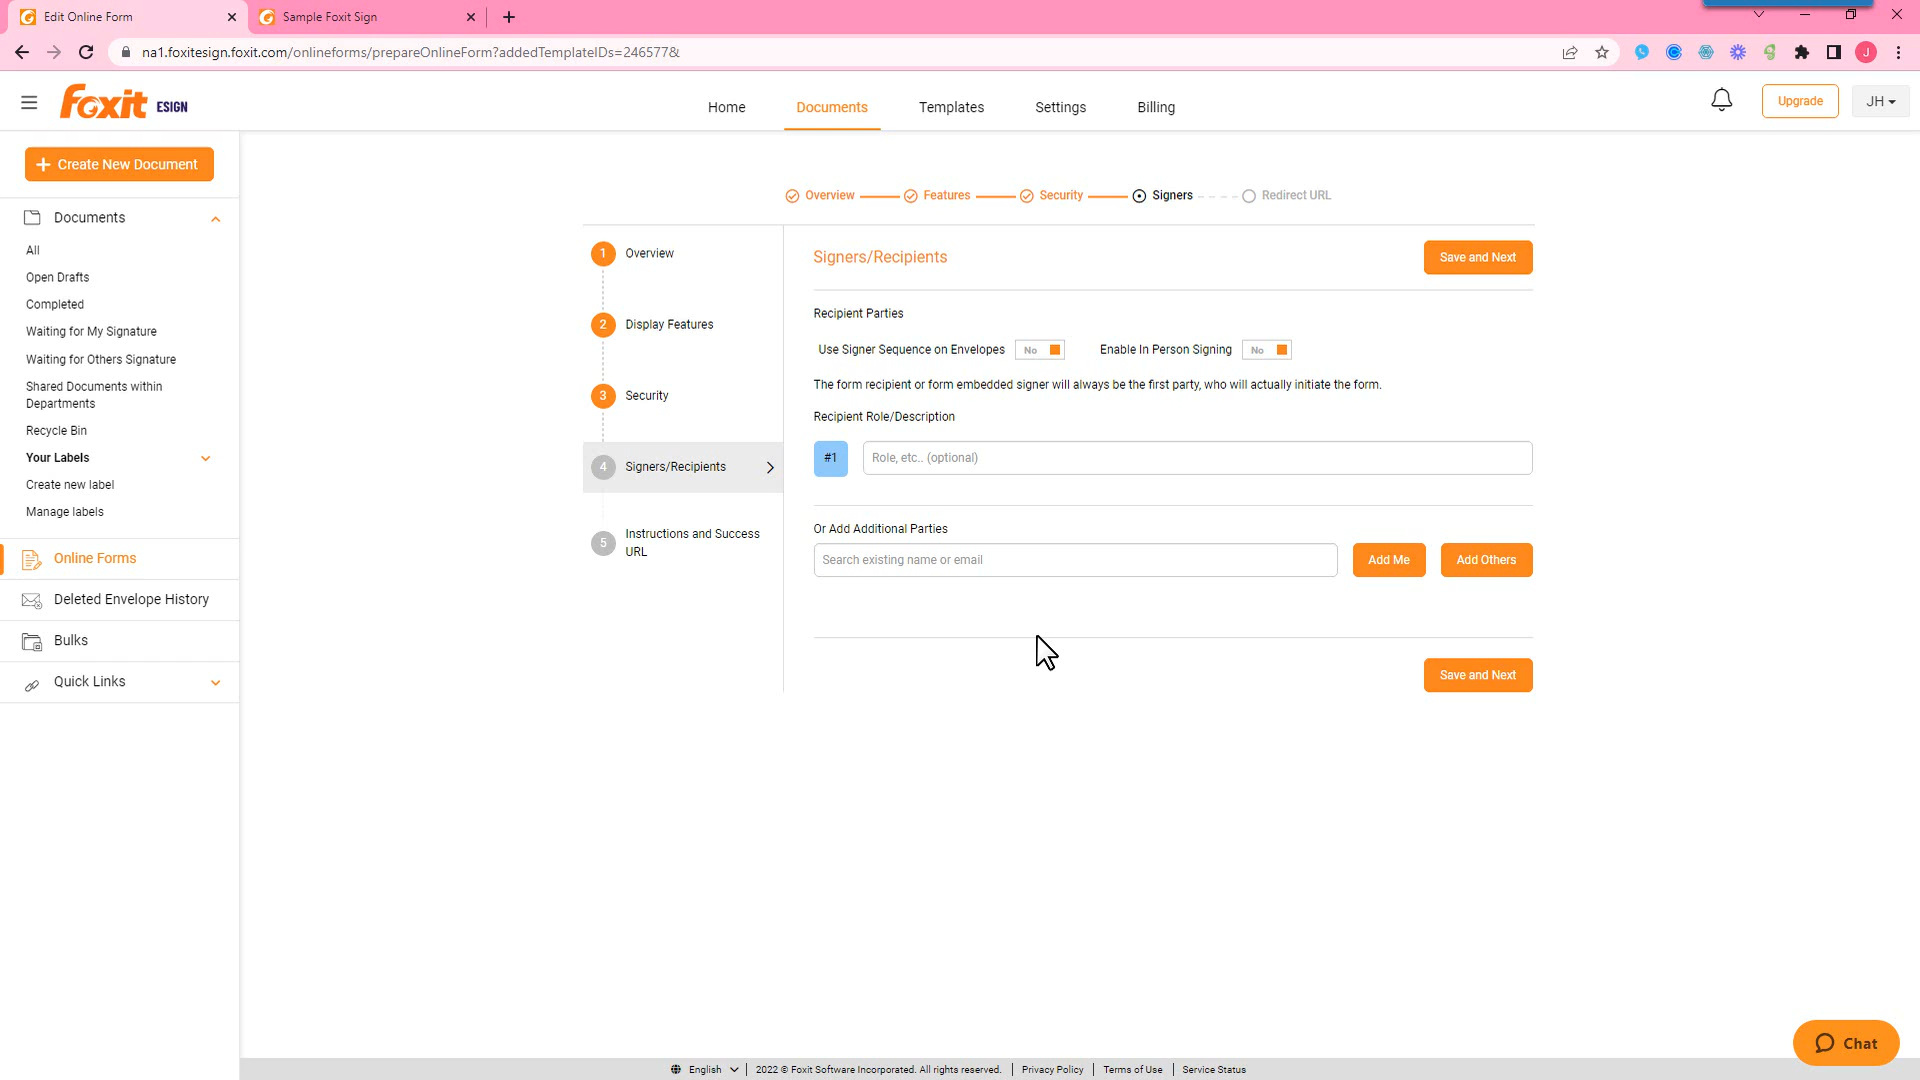 Edit Online Form
Sample Foxit Sign
na1.foxitesign.foxit.com/onlineforms/prepareOnlineForm?addedTemplateIDs=246577&
J
Foxit ESIGN
Home
Documents
Templates
Settings
Billing
Upgrade
JH
+ Create New Document
Documents
All
Open Drafts
Completed
Waiting for My Signature
Waiting for Others Signature
Shared Documents within
Departments
Recycle Bin
Your Labels
Create new label
Manage labels
Online Forms
Deleted Envelope History
Bulks
Quick Links
Overview
Features
Security
Signers
Redirect URL
1 Overview
2 Display Features
3 Security
4 Signers/Recipients
5 Instructions and Success
URL
Signers/Recipients
Save and Next
Recipient Parties
Use Signer Sequence on Envelopes No
Enable In Person Signing No
The form recipient or form embedded signer will always be the first party, who will actually initiate the form.
Recipient Role/Description
#1 Role, etc.. (optional)
Or Add Additional Parties
Search existing name or email
Add Me
Add Others
Save and Next
Chat
English
2022 © Foxit Software Incorporated. All rights reserved.
Privacy Policy
Terms of Use
Service Status